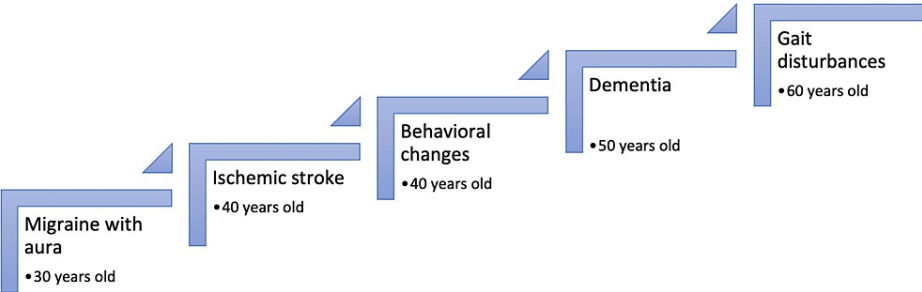 Migraine with
aura
•30 years old
Ischemic stroke
•40 years old
Behavioral
changes
•40 years old
Dementia
•50 years old
Gait
disturbances
•60 years old